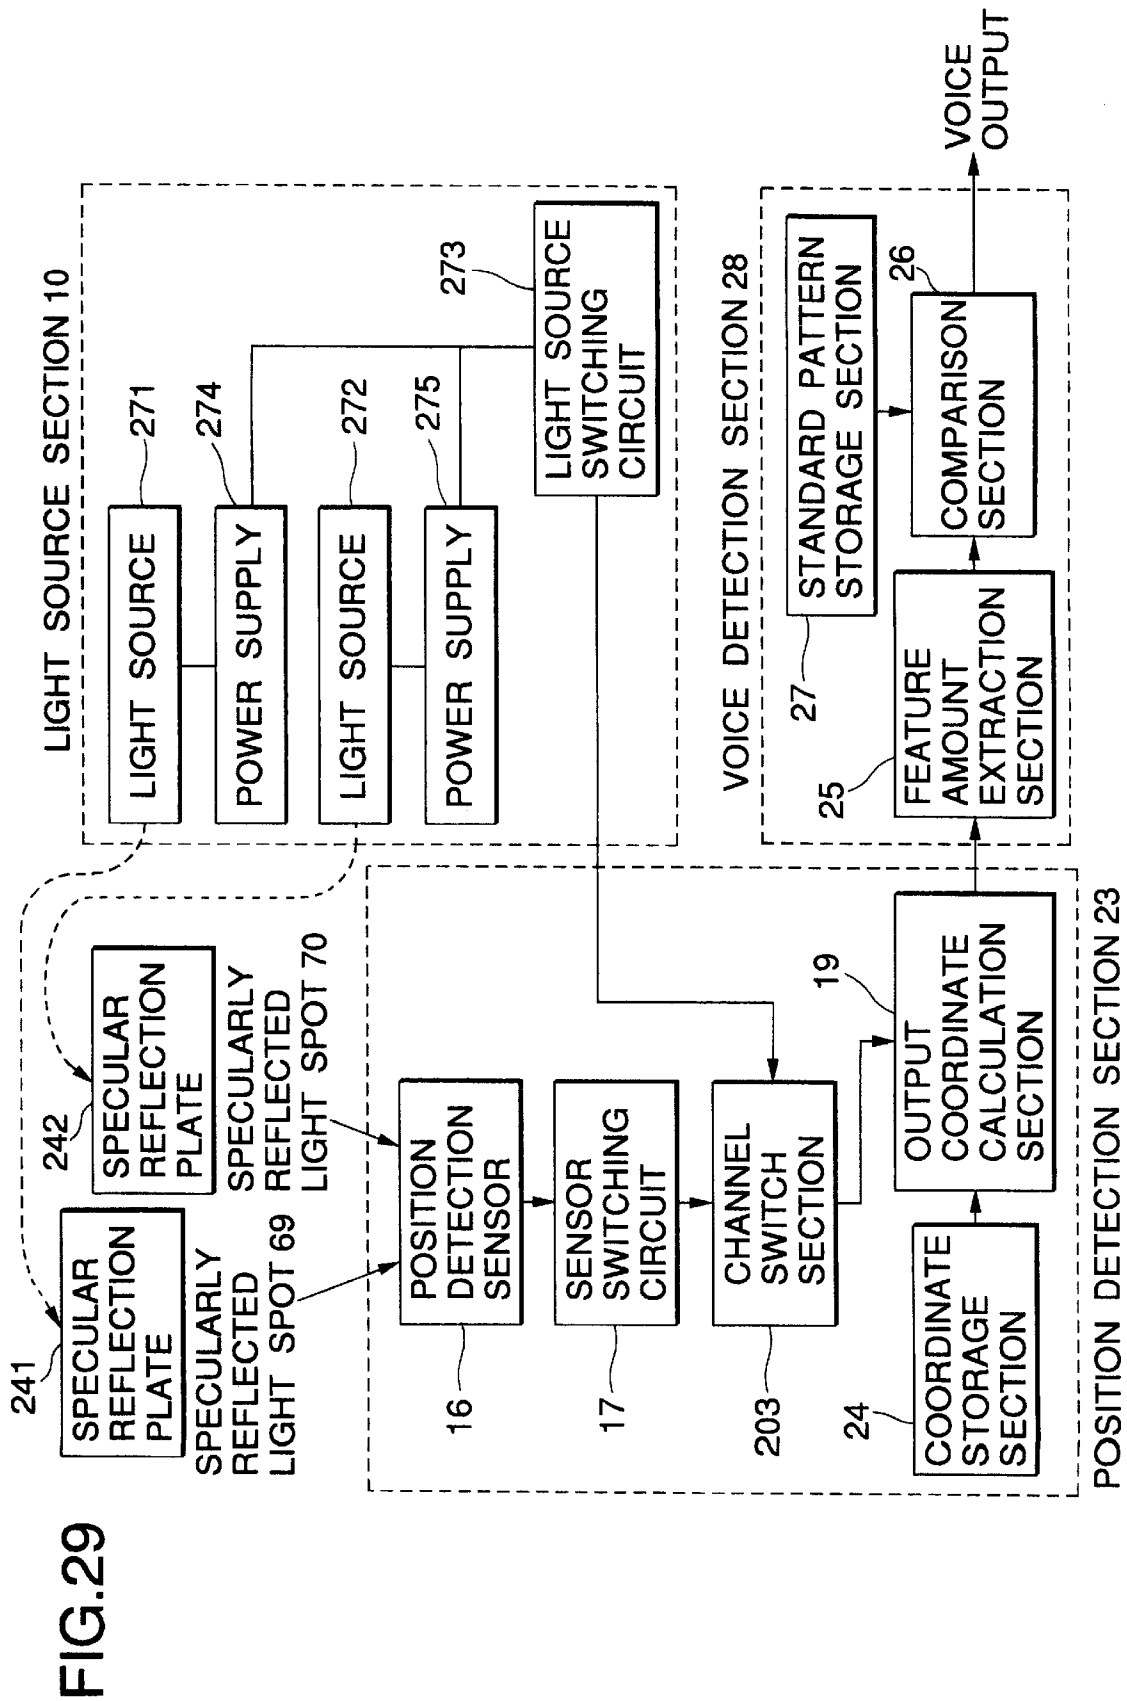 FIG.29
241
SPECULAR
REFLECTION
PLATE
242
SPECULAR
REFLECTION
PLATE
SPECULARLY
REFLECTED
LIGHT SPOT 69
SPECULARLY
REFLECTED
LIGHT SPOT 70
LIGHT SOURCE SECTION 10
LIGHT SOURCE
271
POWER SUPPLY
274
LIGHT SOURCE
272
POWER SUPPLY
275
LIGHT SOURCE
SWITCHING
CIRCUIT
273
POSITION
DETECTION
SENSOR
16
SENSOR
SWITCHING
CIRCUIT
17
CHANNEL
SWITCH
SECTION
203
COORDINATE
STORAGE
SECTION
24
OUTPUT
COORDINATE
CALCULATION
SECTION
19
POSITION DETECTION SECTION 23
VOICE DETECTION SECTION 28
STANDARD PATTERN
STORAGE SECTION
27
FEATURE
AMOUNT
EXTRACTION
SECTION
25
COMPARISON
SECTION
26
VOICE
OUTPUT